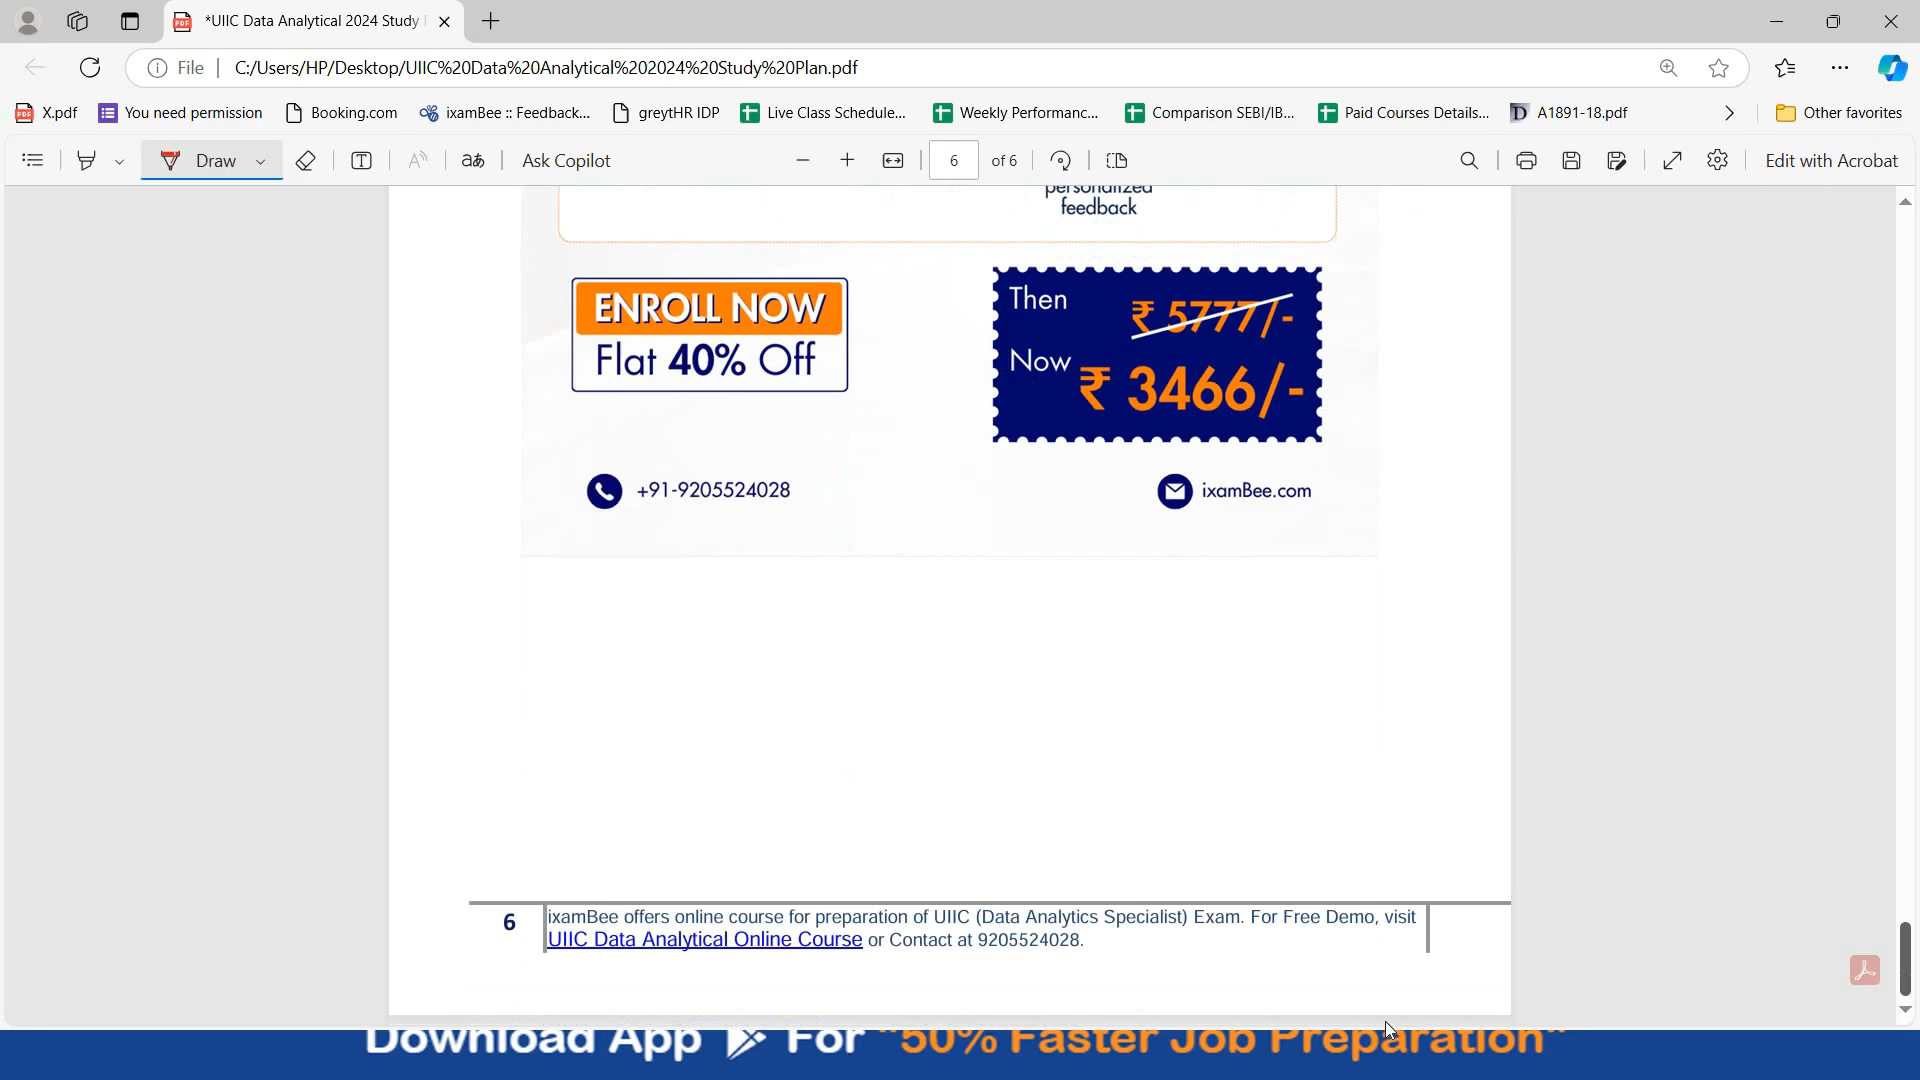 *UIIC Data Analytical 2024 Study
File
C:/Users/HP/Desktop/UIIC%20Data%20Analytical%202024%20Study%20Plan.pdf
X.pdf
You need permission
Booking.com
ixamBee :: Feedback...
greytHR IDP
Live Class Schedule...
Weekly Performanc...
Comparison SEBI/IB...
Paid Courses Details...
A1891-18.pdf
Other favorites
Draw
Ask Copilot
6 of 6
Edit with Acrobat
personalized
feedback
ENROLL NOW
Flat 40% Off
Then ₹ 5777/-
Now ₹ 3466/-
+91-9205524028
ixamBee.com
6
ixamBee offers online course for preparation of UIIC (Data Analytics Specialist) Exam. For Free Demo, visit
UIIC Data Analytical Online Course or Contact at 9205524028.
Download App For "50% Faster Job Preparation"